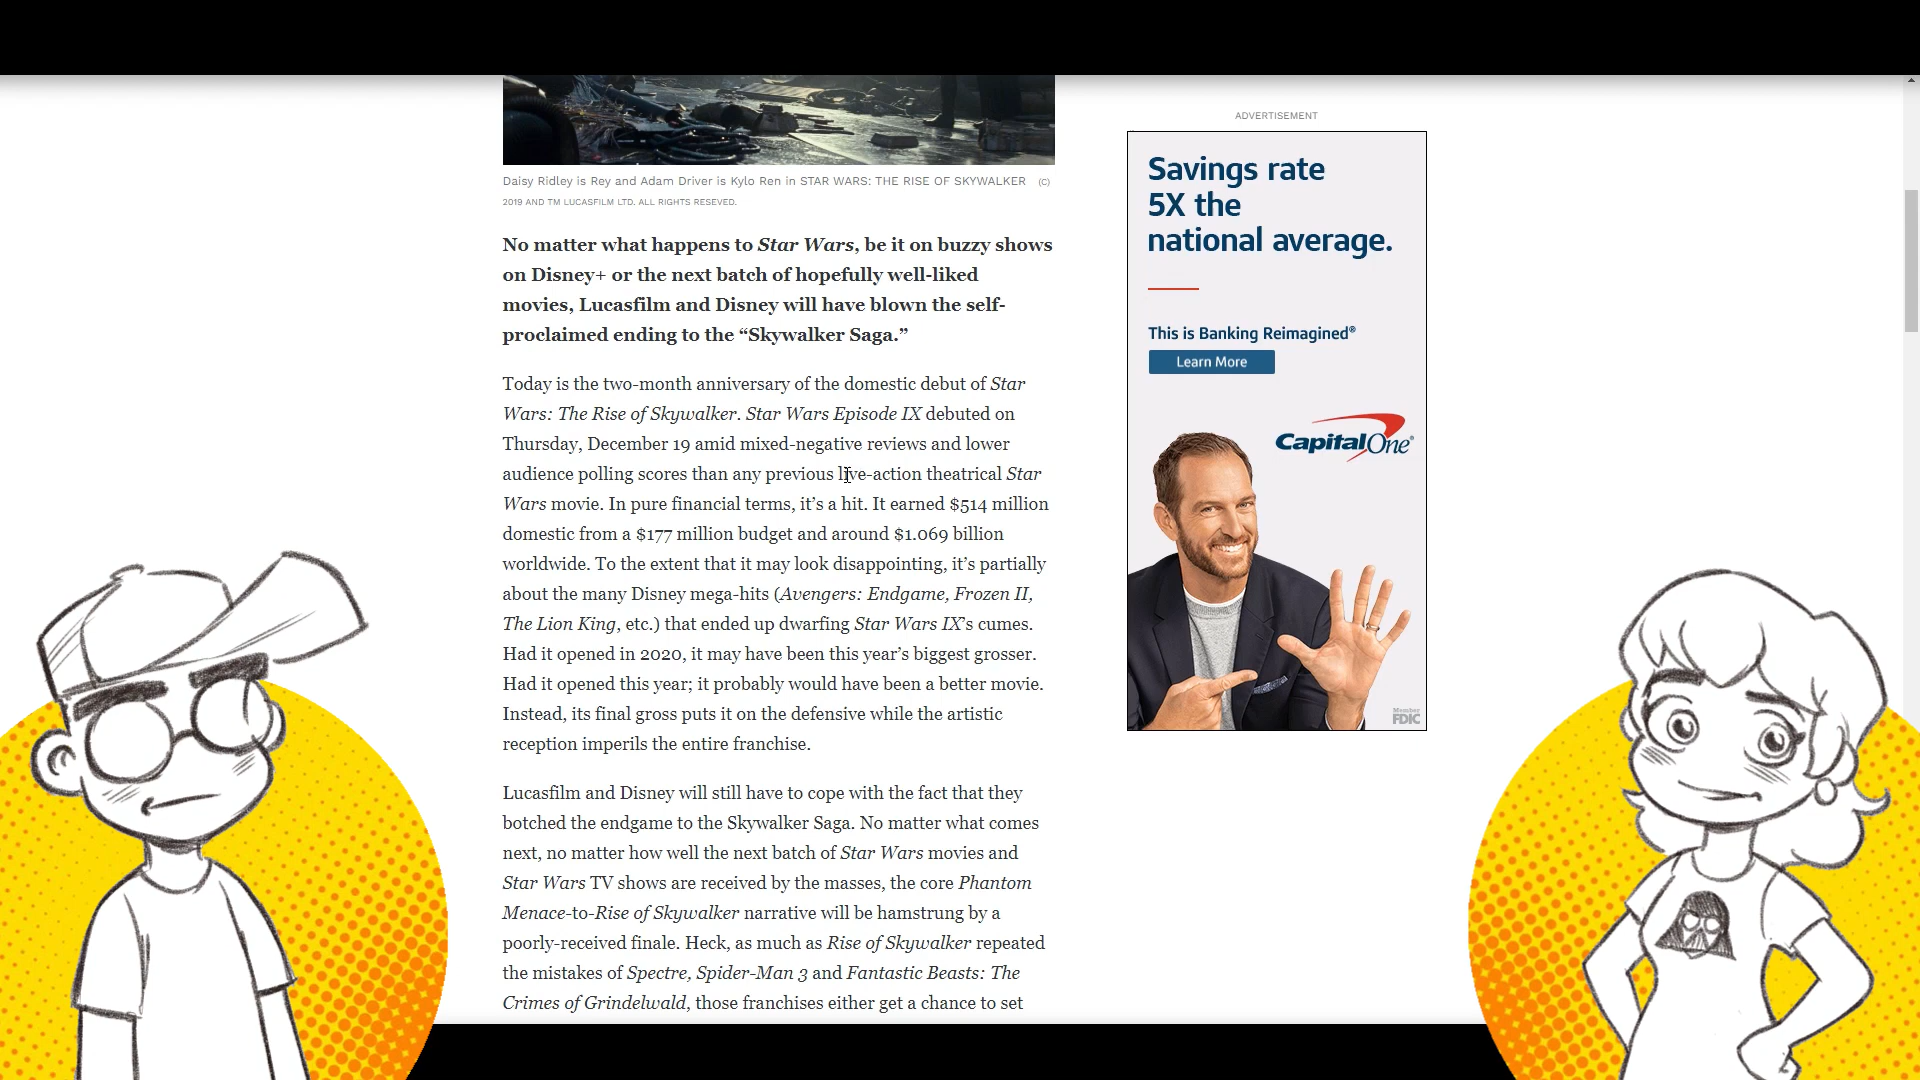 Daisy Ridley is Rey and Adam Driver is Kylo Ren in STAR WARS: THE RISE OF SKYWALKER (C)
2019 AND TM LUCASFILM LTD. ALL RIGHTS RESEVED.
No matter what happens to Star Wars, be it on buzzy shows
on Disney+ or the next batch of hopefully well-liked
movies, Lucasfilm and Disney will have blown the self-
proclaimed ending to the “Skywalker Saga.”
Today is the two-month anniversary of the domestic debut of Star
Wars: The Rise of Skywalker. Star Wars Episode IX debuted on
Thursday, December 19 amid mixed-negative reviews and lower
audience polling scores than any previous live-action theatrical Star
Wars movie. In pure financial terms, it’s a hit. It earned $514 million
domestic from a $177 million budget and around $1.069 billion
worldwide. To the extent that it may look disappointing, it’s partially
about the many Disney mega-hits (Avengers: Endgame, Frozen II,
The Lion King, etc.) that ended up dwarfing Star Wars IX’s cumes.
Had it opened in 2020, it may have been this year’s biggest grosser.
Had it opened this year; it probably would have been a better movie.
Instead, its final gross puts it on the defensive while the artistic
reception imperils the entire franchise.
Lucasfilm and Disney will still have to cope with the fact that they
botched the endgame to the Skywalker Saga. No matter what comes
next, no matter how well the next batch of Star Wars movies and
Star Wars TV shows are received by the masses, the core Phantom
Menace-to-Rise of Skywalker narrative will be hamstrung by a
poorly-received finale. Heck, as much as Rise of Skywalker repeated
the mistakes of Spectre, Spider-Man 3 and Fantastic Beasts: The
Crimes of Grindelwald, those franchises either get a chance to set
ADVERTISEMENT
Savings rate
5X the
national average.
This is Banking Reimagined®
Learn More
Capital One®
Member
FDIC